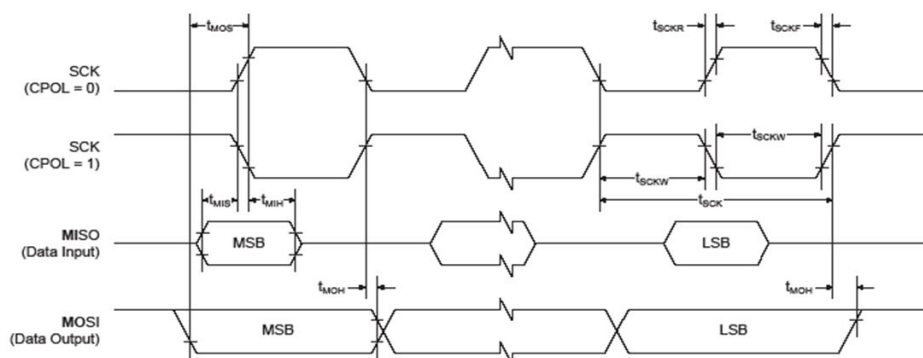 tMOS
tSCKR
tSCKF
SCK
(CPOL = 0)
SCK
(CPOL = 1)
tSCKW
tSCKW
tMIS
tMIH
tSCK
MISO
(Data Input)
MSB
LSB
tMOH
tMOH
MOSI
(Data Output)
MSB
LSB